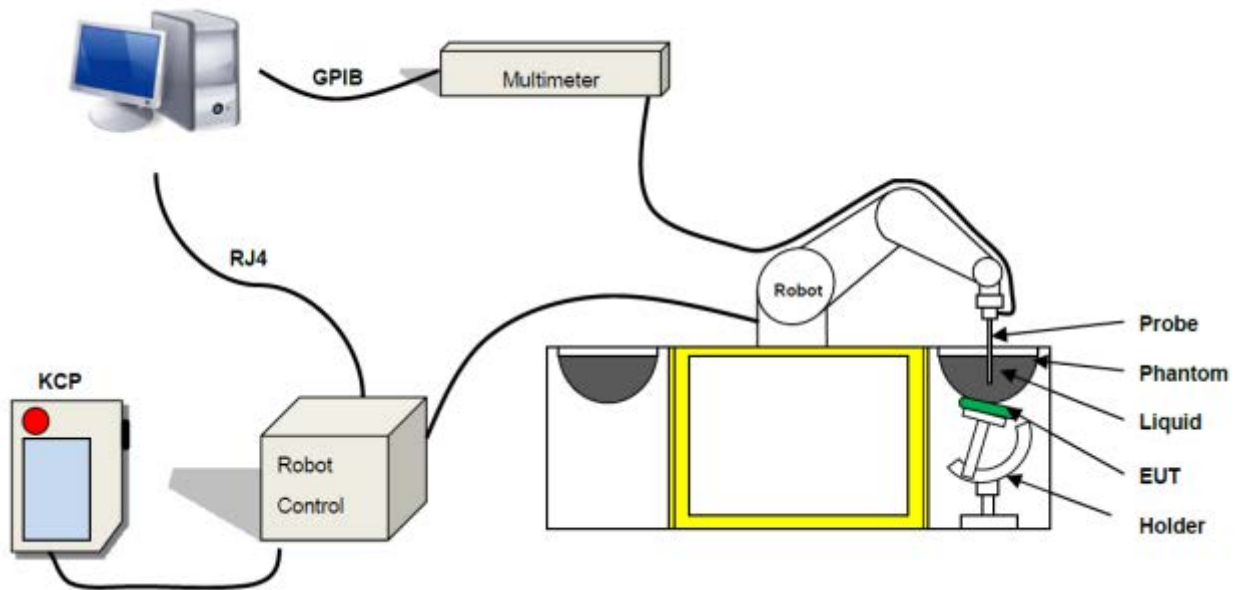 GPIB
Multimeter
RJ4
Robot
Probe
Phantom
KCP
Liquid
Robot
Control
EUT
Holder